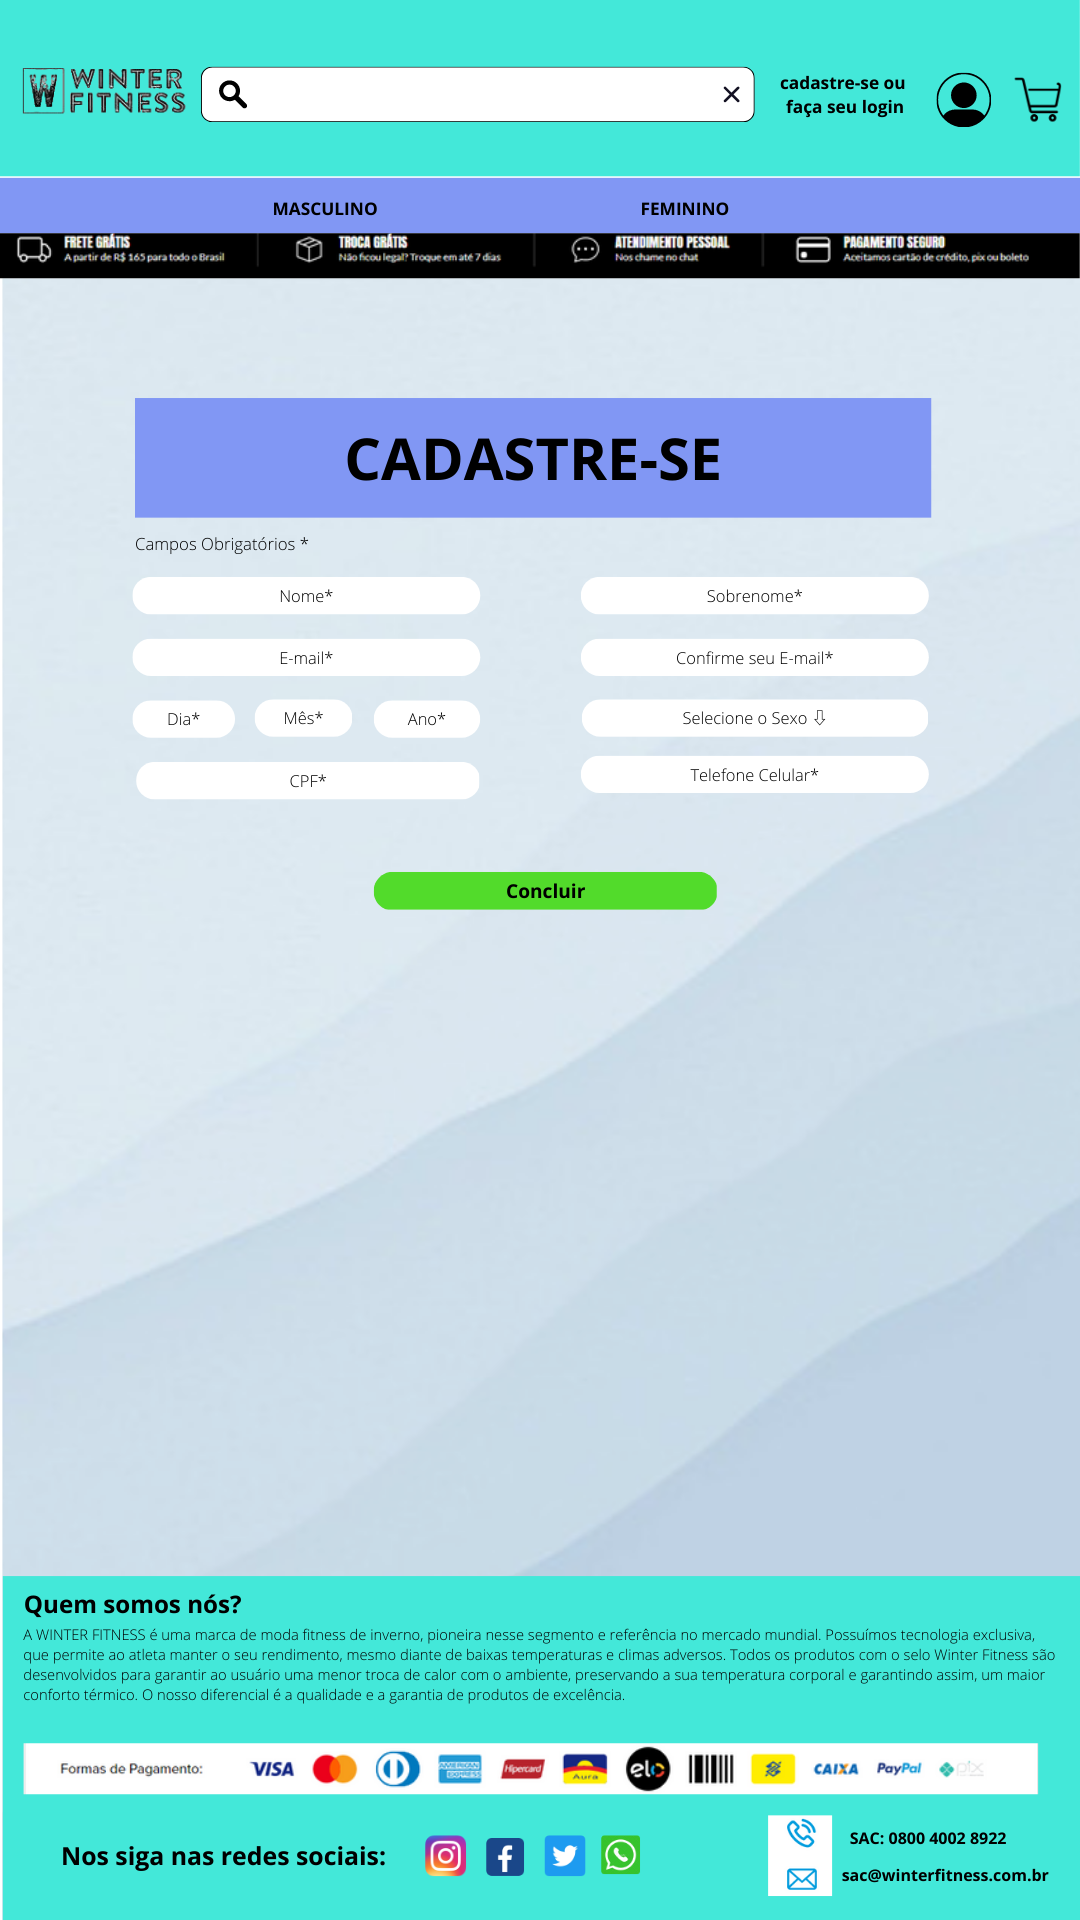 W WINTER
FITNESS
cadastre-se ou
faça seu login
MASCULINO
FEMININO
FRETE GRÁTIS
A partir de R$ 165 para todo o Brasil
TROCA GRÁTIS
Não ficou legal? Troque em até 7 dias
ATENDIMENTO PESSOAL
Nos chame no chat
PAGAMENTO SEGURO
Aceitamos cartão de crédito, pix ou boleto
CADASTRE-SE
Campos Obrigatórios *
Nome*
Sobrenome*
E-mail*
Confirme seu E-mail*
Dia*
Mês*
Ano*
Selecione o Sexo ⇩
CPF*
Telefone Celular*
Concluir
Quem somos nós?
A WINTER FITNESS é uma marca de moda fitness de inverno, pioneira nesse segmento e referência no mercado mundial. Possuímos tecnologia exclusiva,
que permite ao atleta manter o seu rendimento, mesmo diante de baixas temperaturas e climas adversos. Todos os produtos com o selo Winter Fitness são
desenvolvidos para garantir ao usuário uma menor troca de calor com o ambiente, preservando a sua temperatura corporal e garantindo assim, um maior
conforto térmico. O nosso diferencial é a qualidade e a garantia de produtos de excelência.
Formas de Pagamento:
VISA
AMERICAN
EXPRESS
Hipercard
Aura
elo
CAIXA
PayPal
pix
Nos siga nas redes sociais:
SAC: 0800 4002 8922
sac@winterfitness.com.br